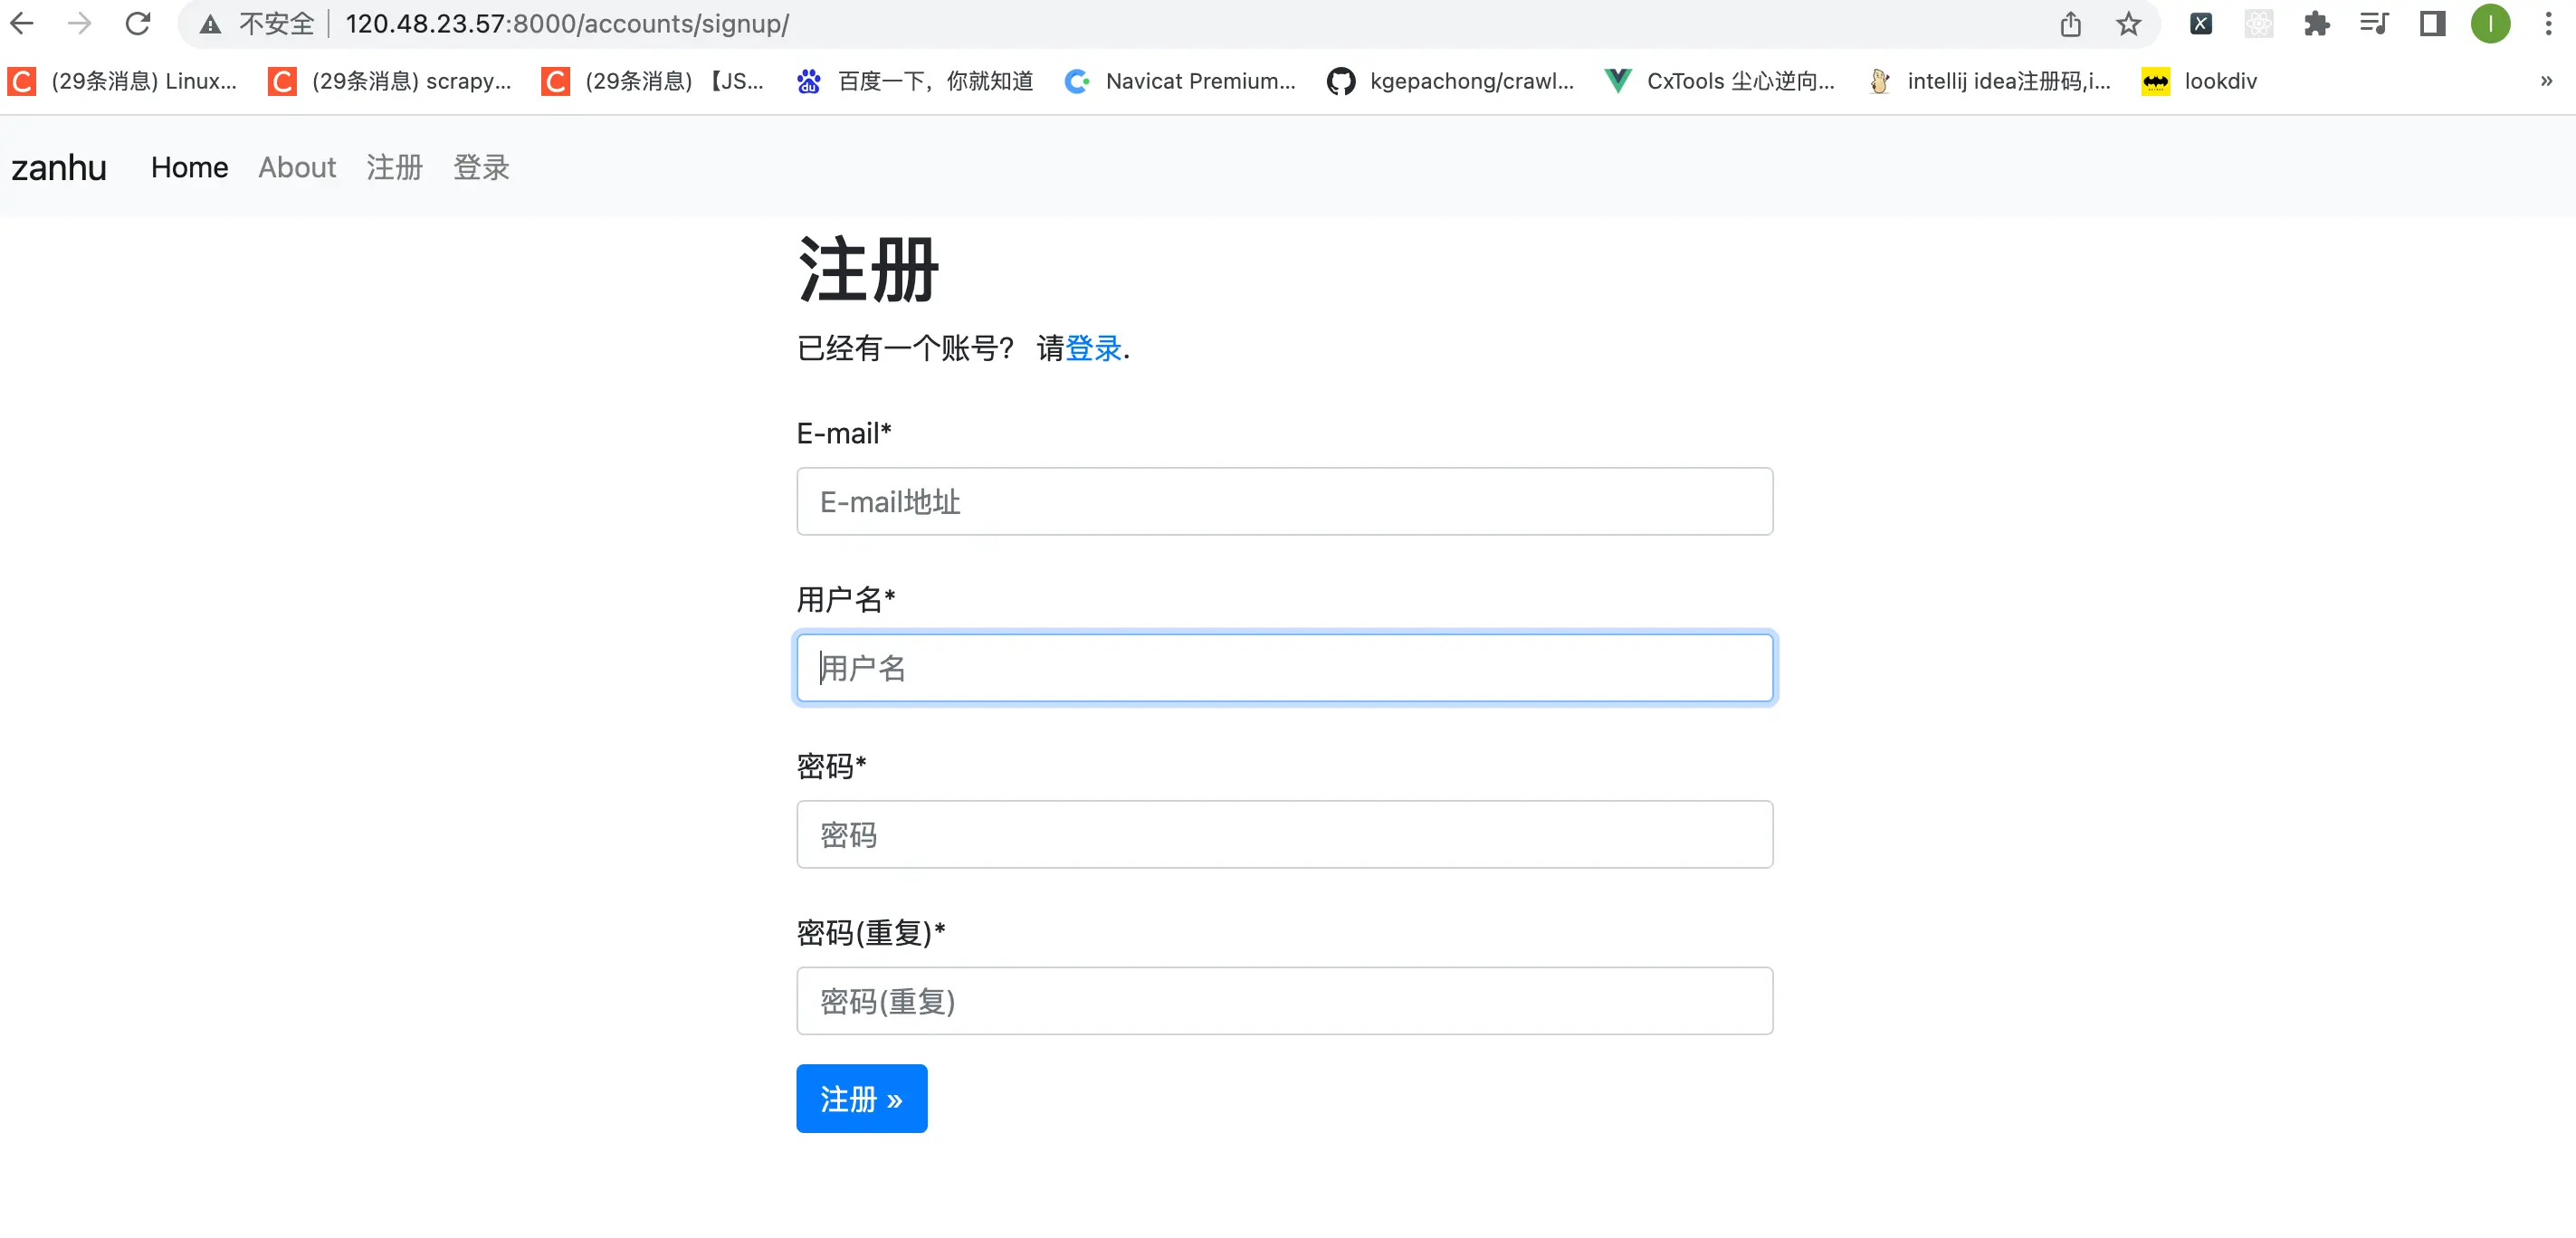 不安全 120.48.23.57:8000/accounts/signup/
(29条消息) Linux... (29条消息) scrapy... (29条消息) 【JS... 百度一下，你就知道 Navicat Premium... kgepachong/crawl... CxTools 尘心逆向... intellij idea注册码,i... lookdiv »
zanhu Home About 注册 登录
注册
已经有一个账号? 请登录.
E-mail*
E-mail地址
用户名*
用户名
密码*
密码
密码(重复)*
密码(重复)
注册 »